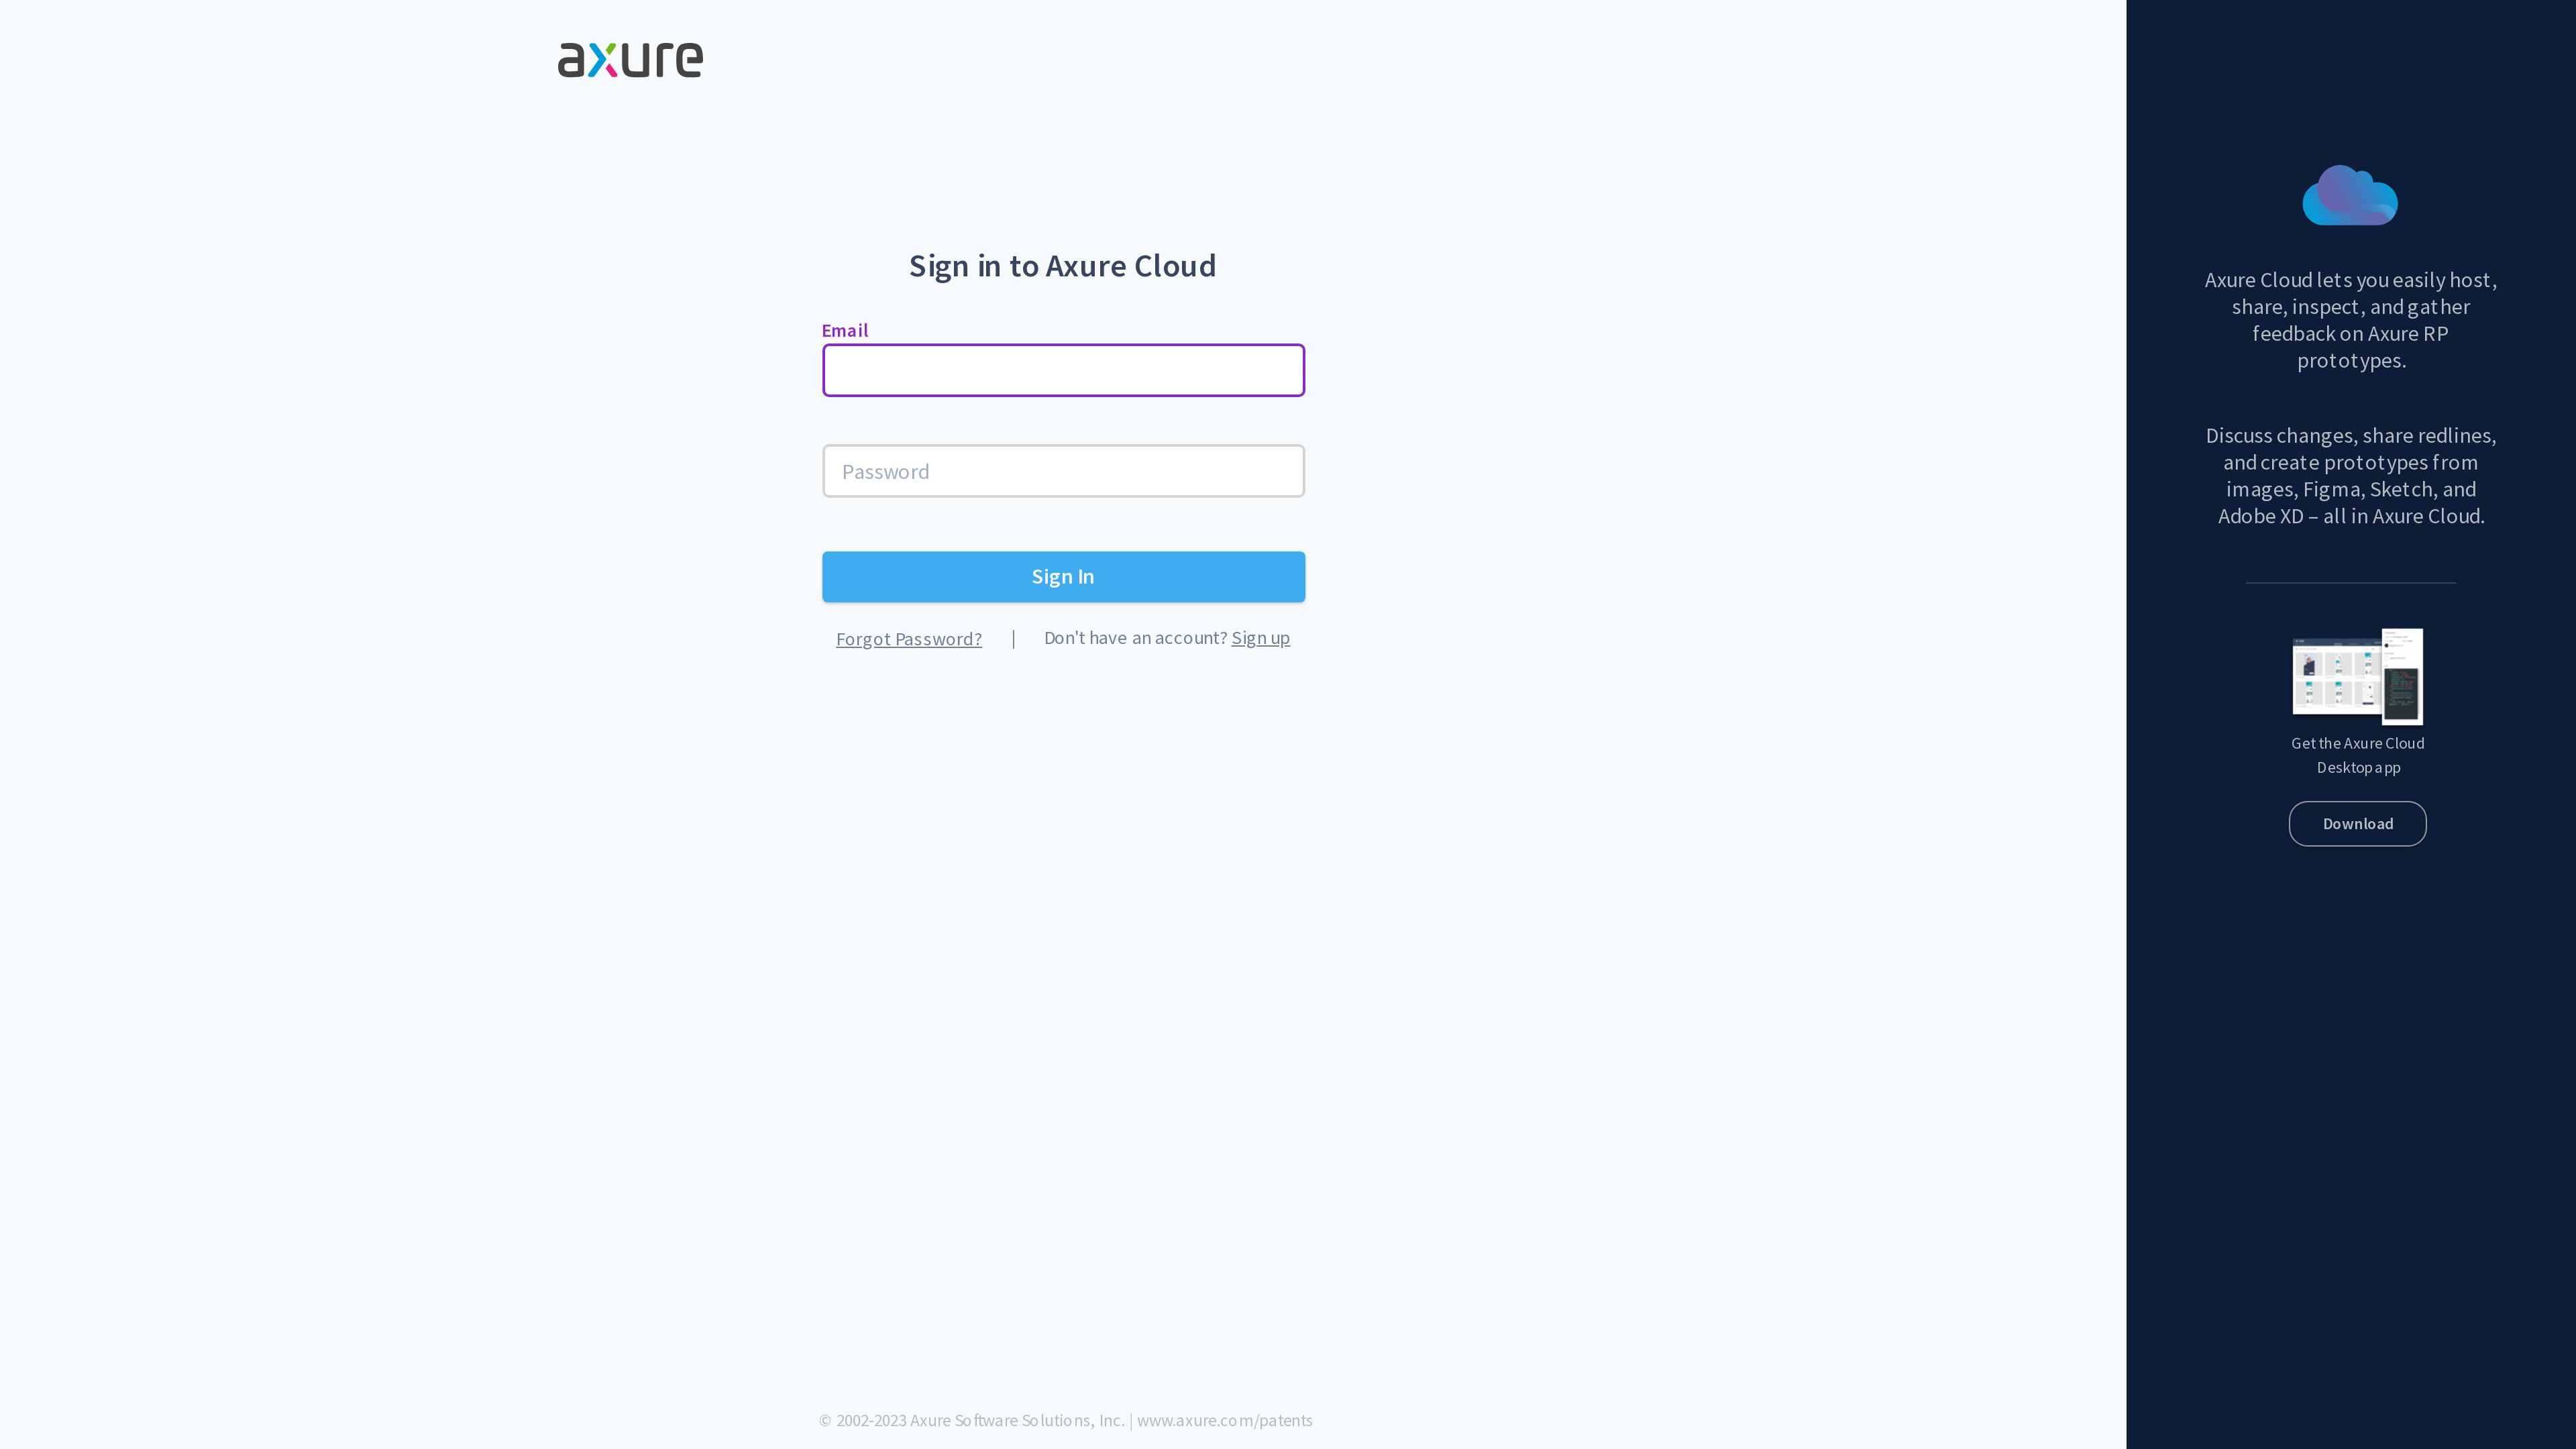 axure
Sign in to Axure Cloud
Email
Password
Sign In
Forgot Password? | Don't have an account? Sign up
© 2002-2023 Axure Software Solutions, Inc. | www.axure.com/patents
Axure Cloud lets you easily host,
share, inspect, and gather
feedback on Axure RP
prototypes.
Discuss changes, share redlines,
and create prototypes from
images, Figma, Sketch, and
Adobe XD – all in Axure Cloud.
Get the Axure Cloud
Desktop app
Download